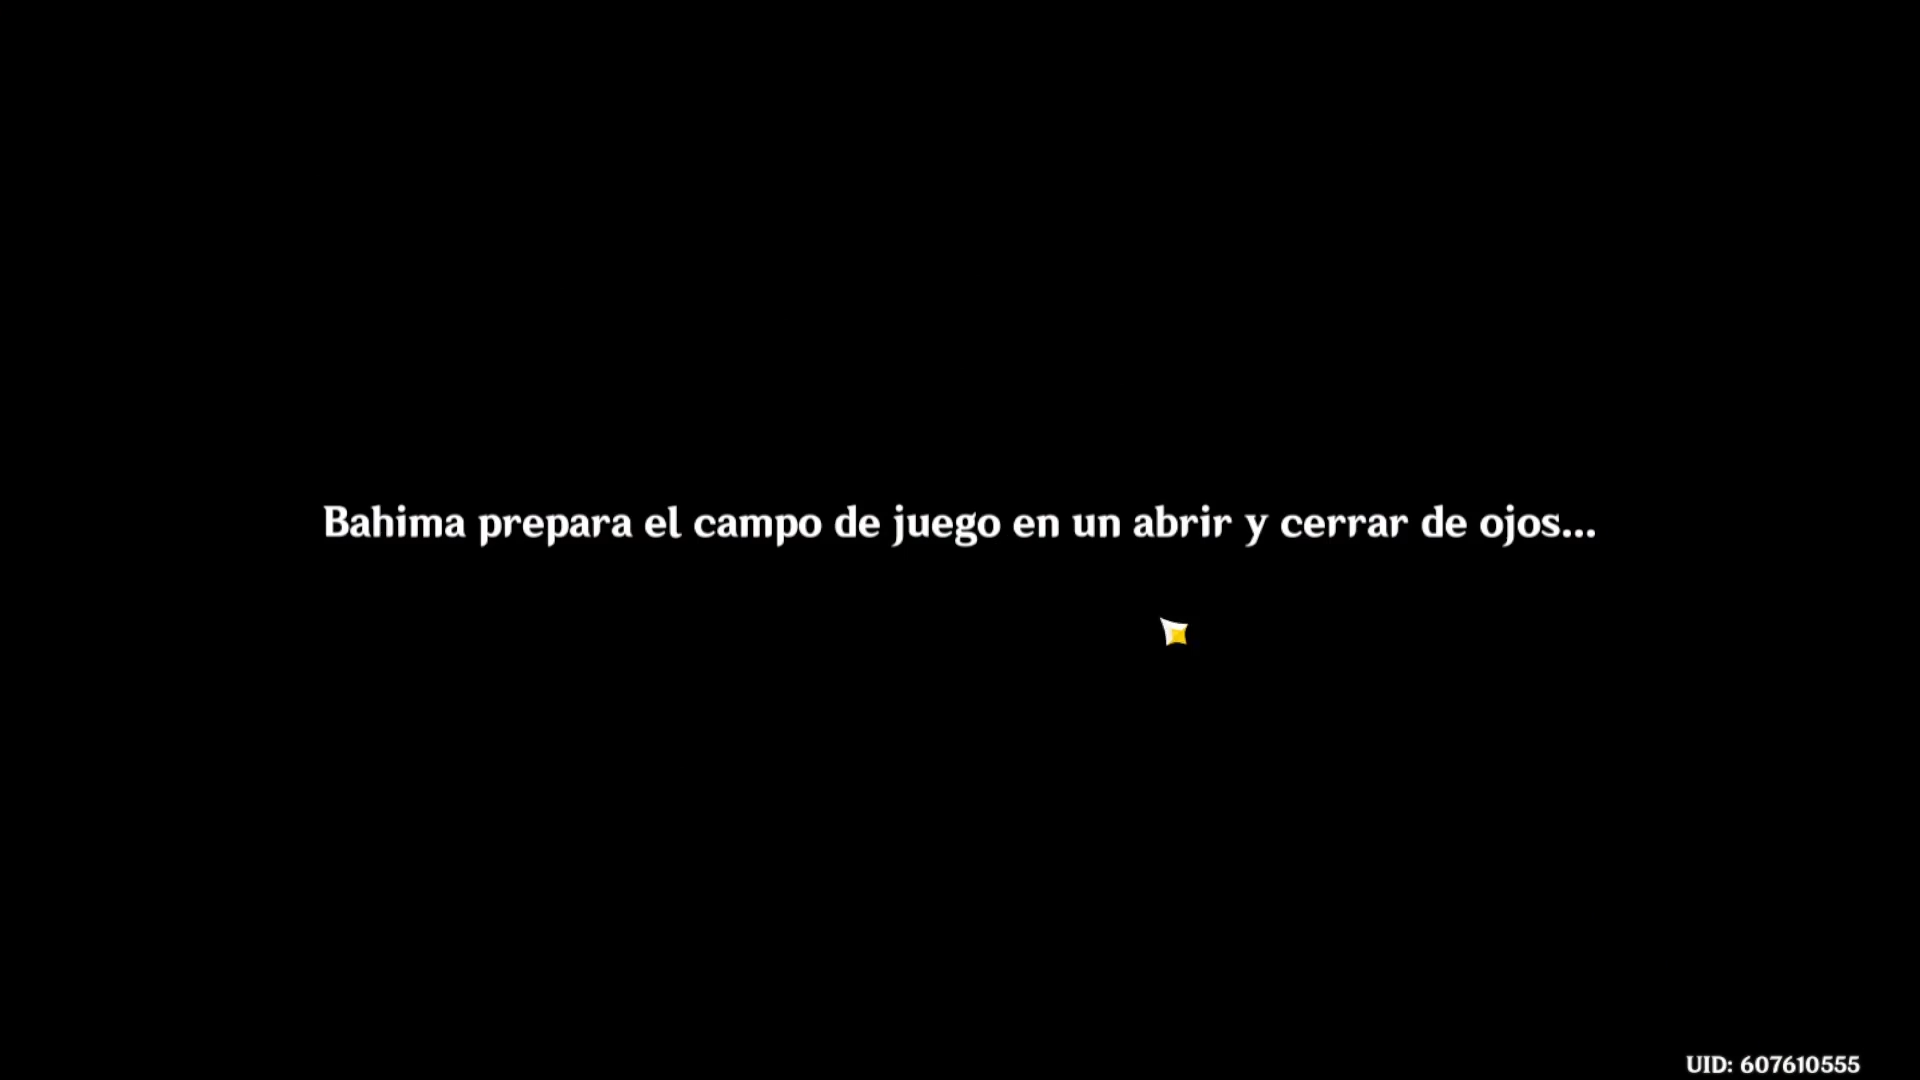 Bahima prepara el campo de juego en un abrir y cerrar de ojos...
UID: 607610555